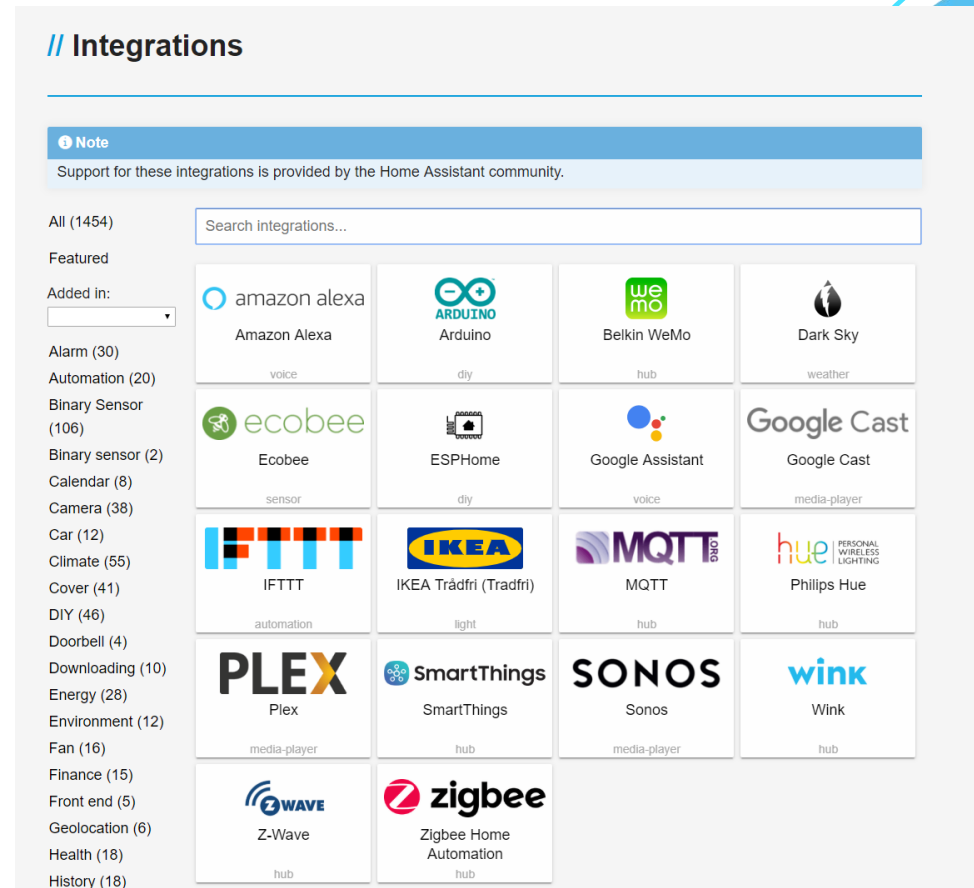 // Integrations
Note
Support for these integrations is provided by the Home Assistant community.
All (1454)
Featured
Added in:
Alarm (30)
Automation (20)
Binary Sensor
(106)
Binary sensor (2)
Calendar (8)
Camera (38)
Car (12)
Climate (55)
Cover (41)
DIY (46)
Doorbell (4)
Downloading (10)
Energy (28)
Environment (12)
Fan (16)
Finance (15)
Front end (5)
Geolocation (6)
Health (18)
History (18)
Search integrations...
amazon alexa
Amazon Alexa
voice
ARDUINO
Arduino
diy
we
mo
Belkin WeMo
hub
Dark Sky
weather
ecobee
Ecobee
sensor
ESPHome
diy
Google Assistant
voice
Google Cast
Google Cast
media-player
IFTTT
IFTTT
automation
IKEA
IKEA Trådfri (Tradfri)
light
MQTT.ORG
MQTT
hub
hue PERSONAL
WIRELESS
LIGHTING
Philips Hue
hub
PLEX
Plex
media-player
SmartThings
SmartThings
hub
SONOS
Sonos
media-player
wink
Wink
hub
Z WAVE
Z-Wave
hub
zigbee
Zigbee Home
Automation
hub